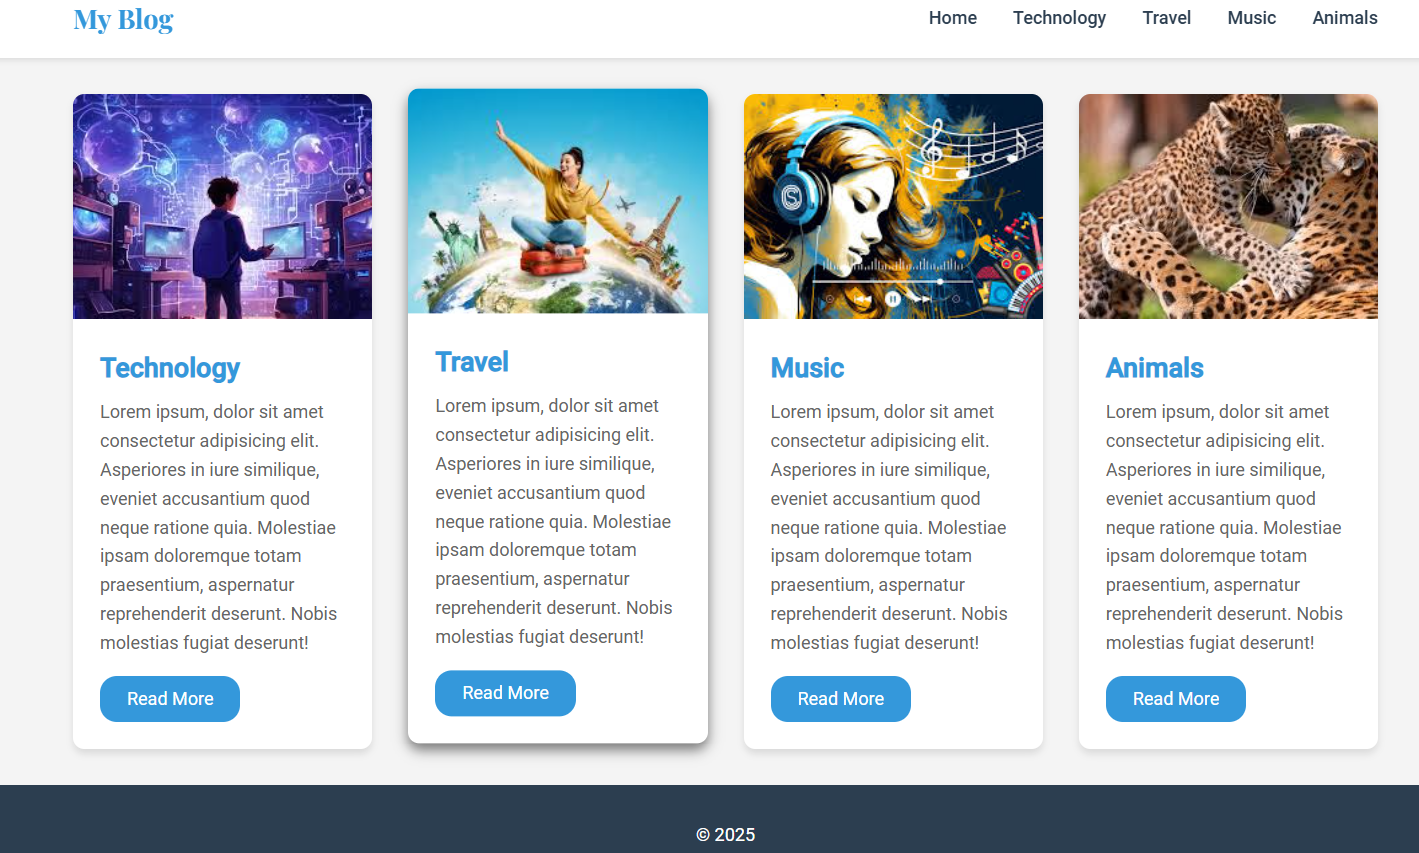 My Blog
Home Technology Travel Music Animals
S
Technology
Lorem ipsum, dolor sit amet
consectetur adipisicing elit.
Asperiores in iure similique,
eveniet accusantium quod
neque ratione quia. Molestiae
ipsam doloremque totam
praesentium, aspernatur
reprehenderit deserunt. Nobis
molestias fugiat deserunt!
Read More
Travel
Lorem ipsum, dolor sit amet
consectetur adipisicing elit.
Asperiores in iure similique,
eveniet accusantium quod
neque ratione quia. Molestiae
ipsam doloremque totam
praesentium, aspernatur
reprehenderit deserunt. Nobis
molestias fugiat deserunt!
Read More
Music
Lorem ipsum, dolor sit amet
consectetur adipisicing elit.
Asperiores in iure similique,
eveniet accusantium quod
neque ratione quia. Molestiae
ipsam doloremque totam
praesentium, aspernatur
reprehenderit deserunt. Nobis
molestias fugiat deserunt!
Read More
Animals
Lorem ipsum, dolor sit amet
consectetur adipisicing elit.
Asperiores in iure similique,
eveniet accusantium quod
neque ratione quia. Molestiae
ipsam doloremque totam
praesentium, aspernatur
reprehenderit deserunt. Nobis
molestias fugiat deserunt!
Read More
© 2025